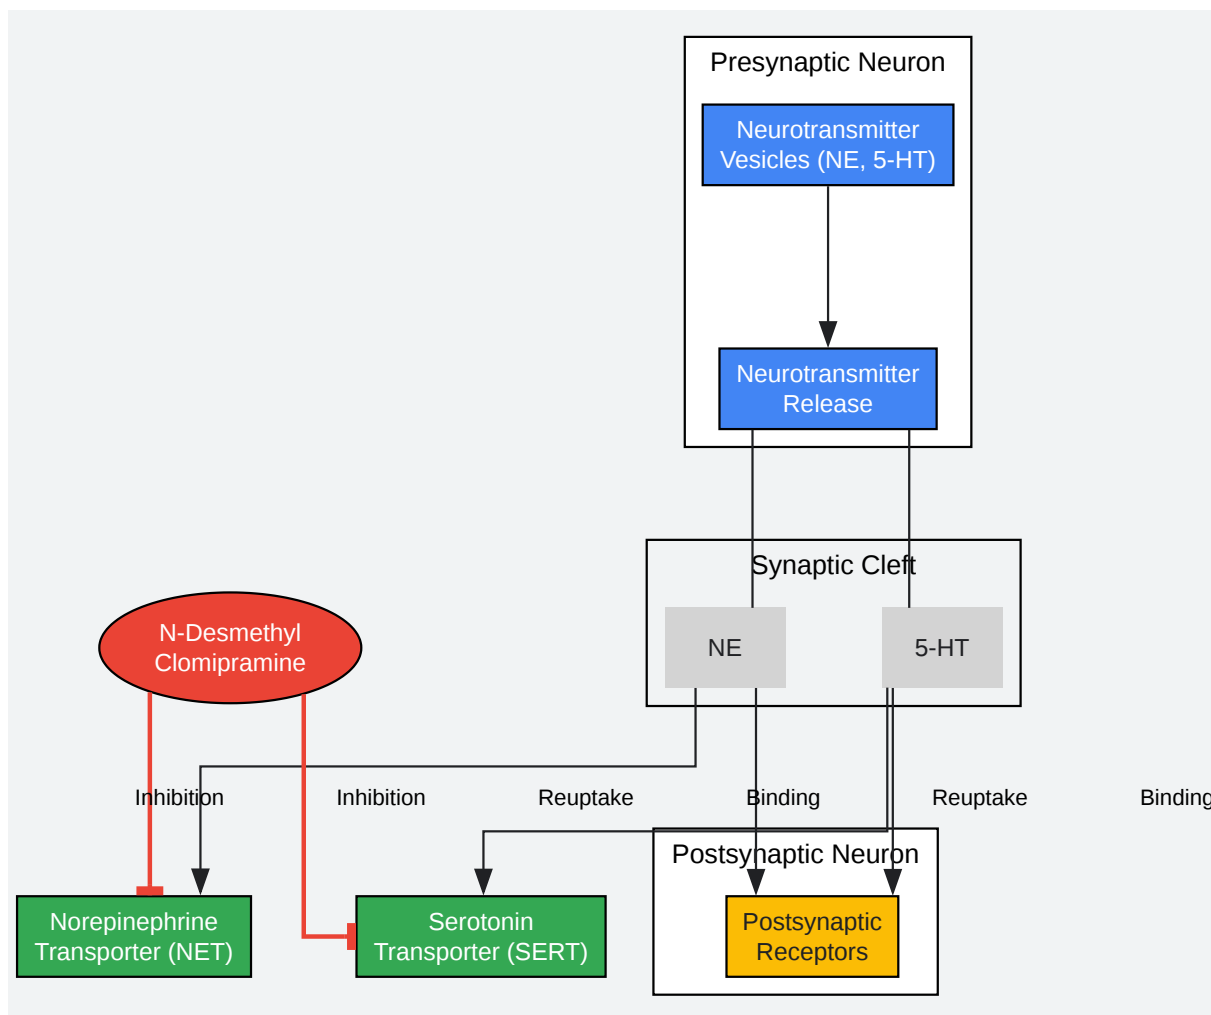 Presynaptic Neuron
Neurotransmitter
Vesicles (NE, 5-HT)
Neurotransmitter
Release
Synaptic Cleft
NE
5-HT
N-Desmethyl
Clomipramine
Inhibition
Inhibition
Reuptake
Binding
Reuptake
Binding
Postsynaptic Neuron
Norepinephrine
Transporter (NET)
Serotonin
Transporter (SERT)
Postsynaptic
Receptors